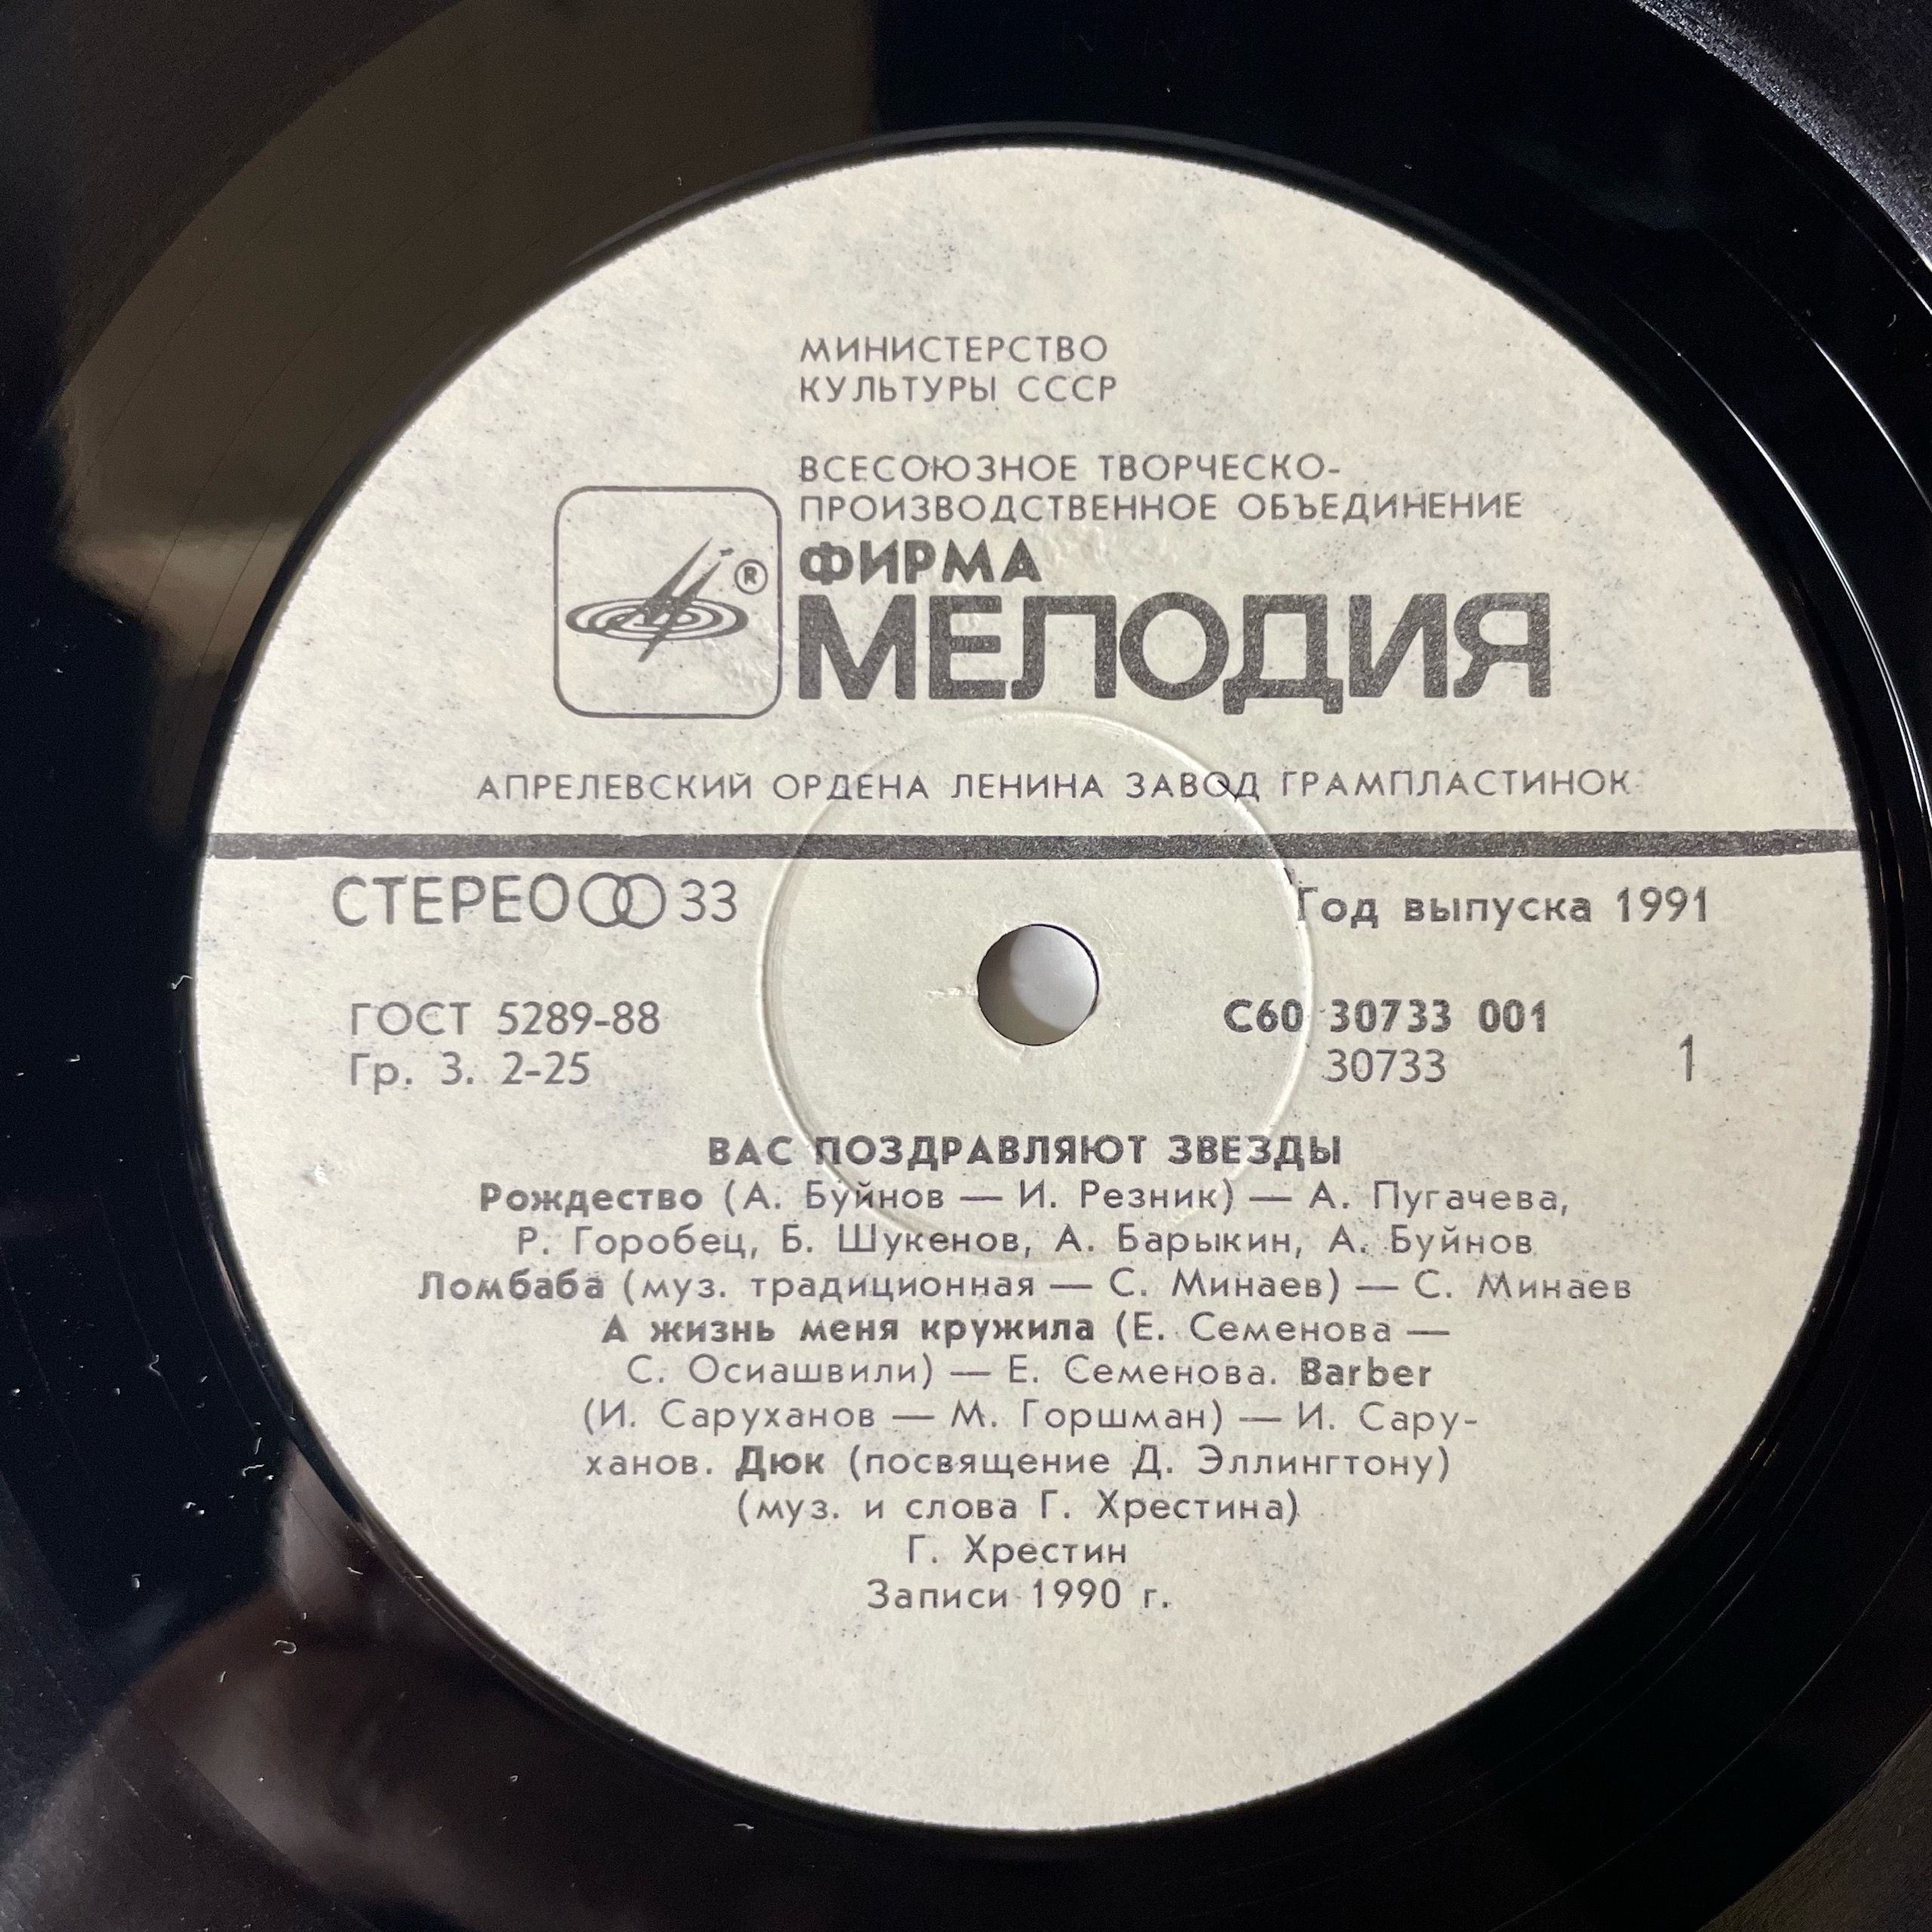 МИНИСТЕРСТВО
КУЛЬТУРЫ СССР
ВСЕСОЮЗНОЕ ТВОРЧЕСКО-
ПРОИЗВОДСТВЕННОЕ ОБЪЕДИНЕНИЕ
® ФИРМА
МЕЛОДИЯ
АПРЕЛЕВСКИЙ ОРДЕНА ЛЕНИНА ЗАВОД ГРАМПЛАСТИНОК
СТЕРЕО 33
Год выпуска 1991
ГОСТ 5289-88
Гр. 3. 2-25
С60 30733 001
30733
1
ВАС ПОЗДРАВЛЯЮТ ЗВЕЗДЫ
Рождество (А. Буйнов — И. Резник) — А. Пугачева,
Р. Горобец, Б. Шукенов, А. Барыкин, А. Буйнов
Ломбаба (муз. традиционная — С. Минаев) — С. Минаев
А жизнь меня кружила (Е. Семенова —
С. Осиашвили) — Е. Семенова. Barber
(И. Саруханов — М. Горшман) — И. Сару-
ханов. Дюк (посвящение Д. Эллингтону)
(муз. и слова Г. Хрестина)
Г. Хрестин
Записи 1990 г.